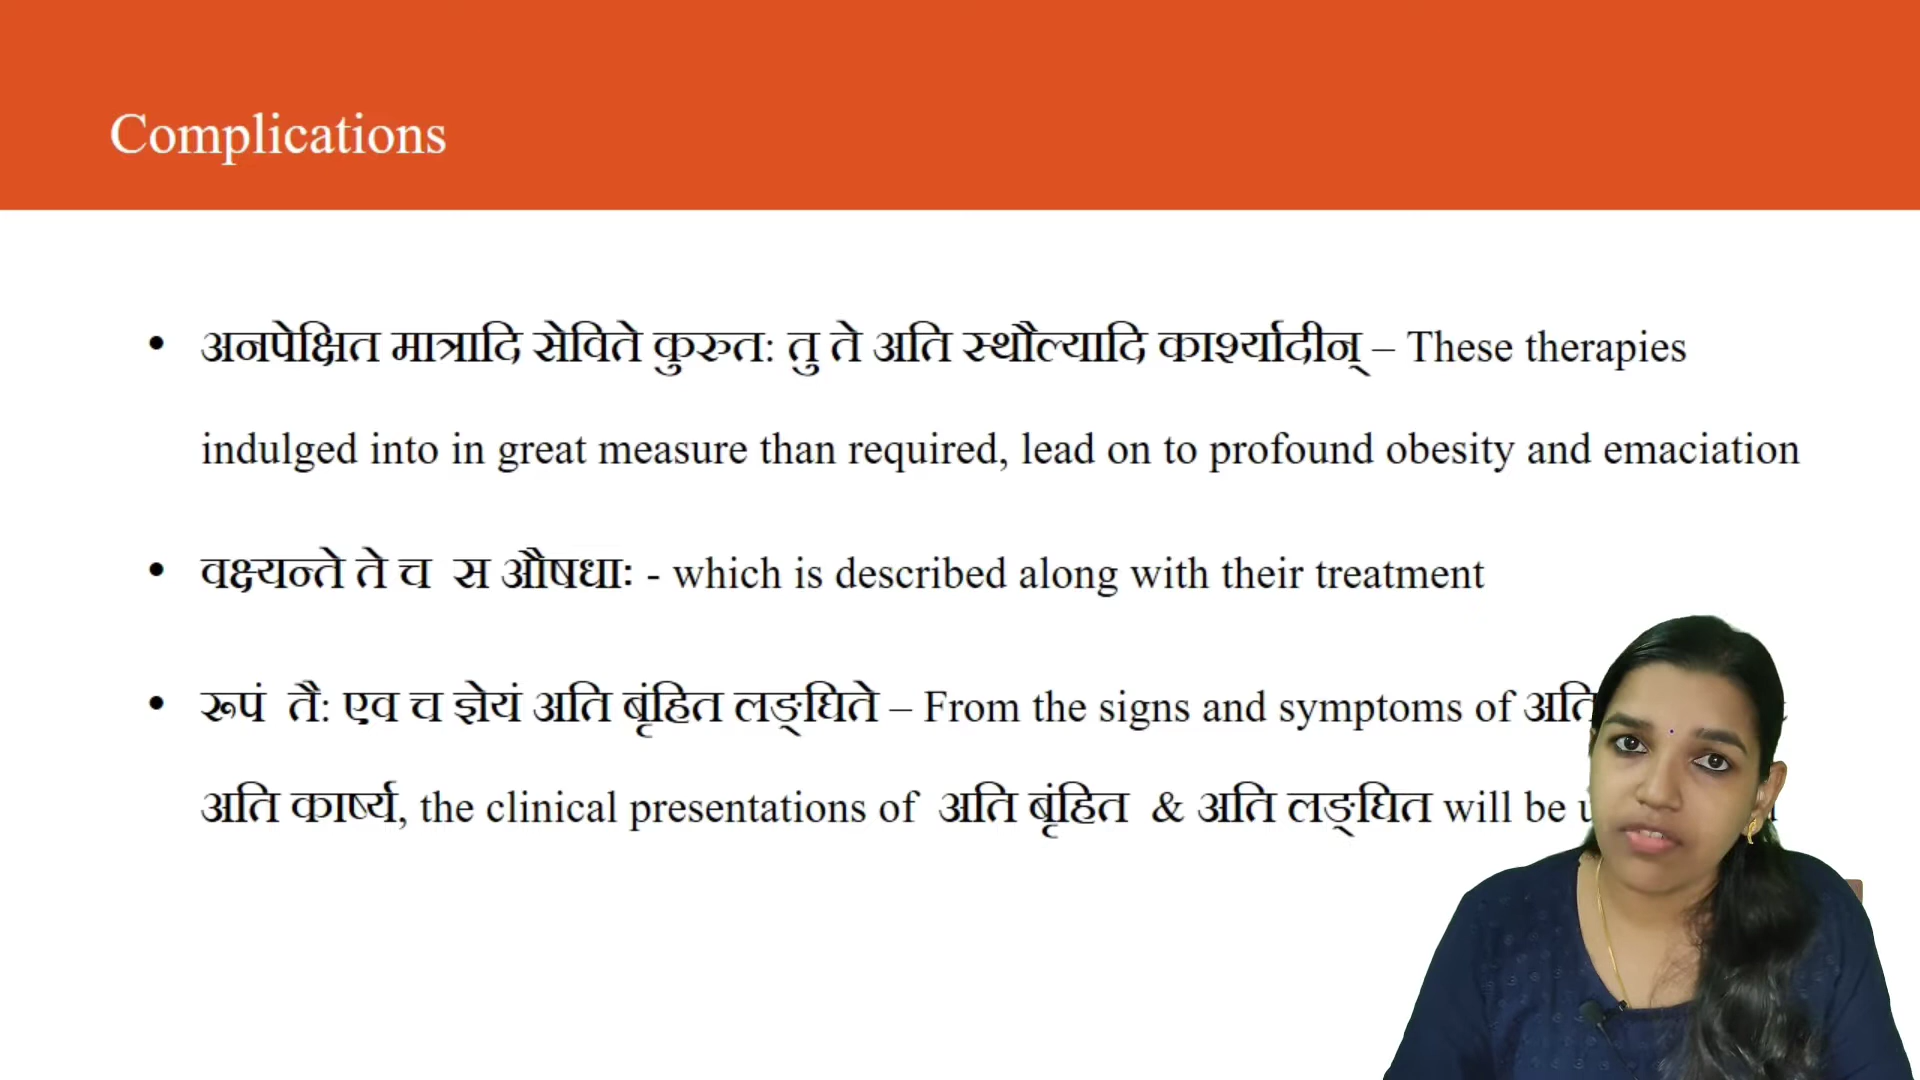 Complications
• अनपेक्षित मात्रादि सेविते कुरुतः तु ते अति स्थौल्यादि कार्श्यादीन् – These therapies
indulged into in great measure than required, lead on to profound obesity and emaciation
• वक्ष्यन्ते ते च स औषधाः - which is described along with their treatment
• रूपं तैः एव च ज्ञेयं अति बृंहित लङ्घिते – From the signs and symptoms of अति
अति कार्ष्य, the clinical presentations of अति बृंहित & अति लङ्घित will be